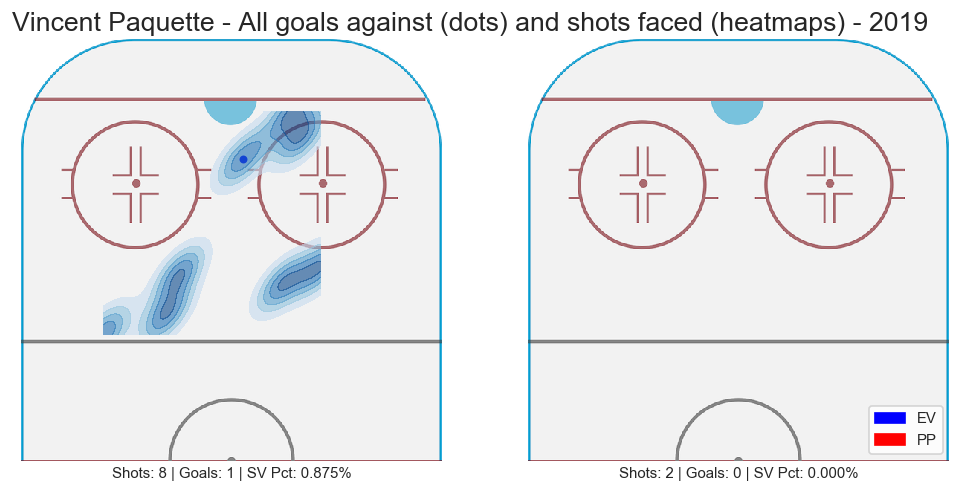 Vincent Paquette - All goals against (dots) and shots faced (heatmaps) - 2019
EV
PP
Shots: 8 | Goals: 1 | SV Pct: 0.875%
Shots: 2 | Goals: 0 | SV Pct: 0.000%